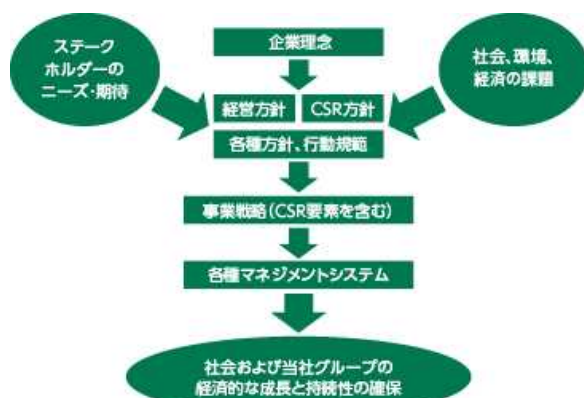 ステーク
ホルダーの
ニーズ・期待
企業理念
社会、環境、
経済の課題
経営方針
CSR方針
各種方針、行動規範
事業戦略(CSR要素を含む)
各種マネジメントシステム
社会および当社グループの
経済的な成長と持続性の確保